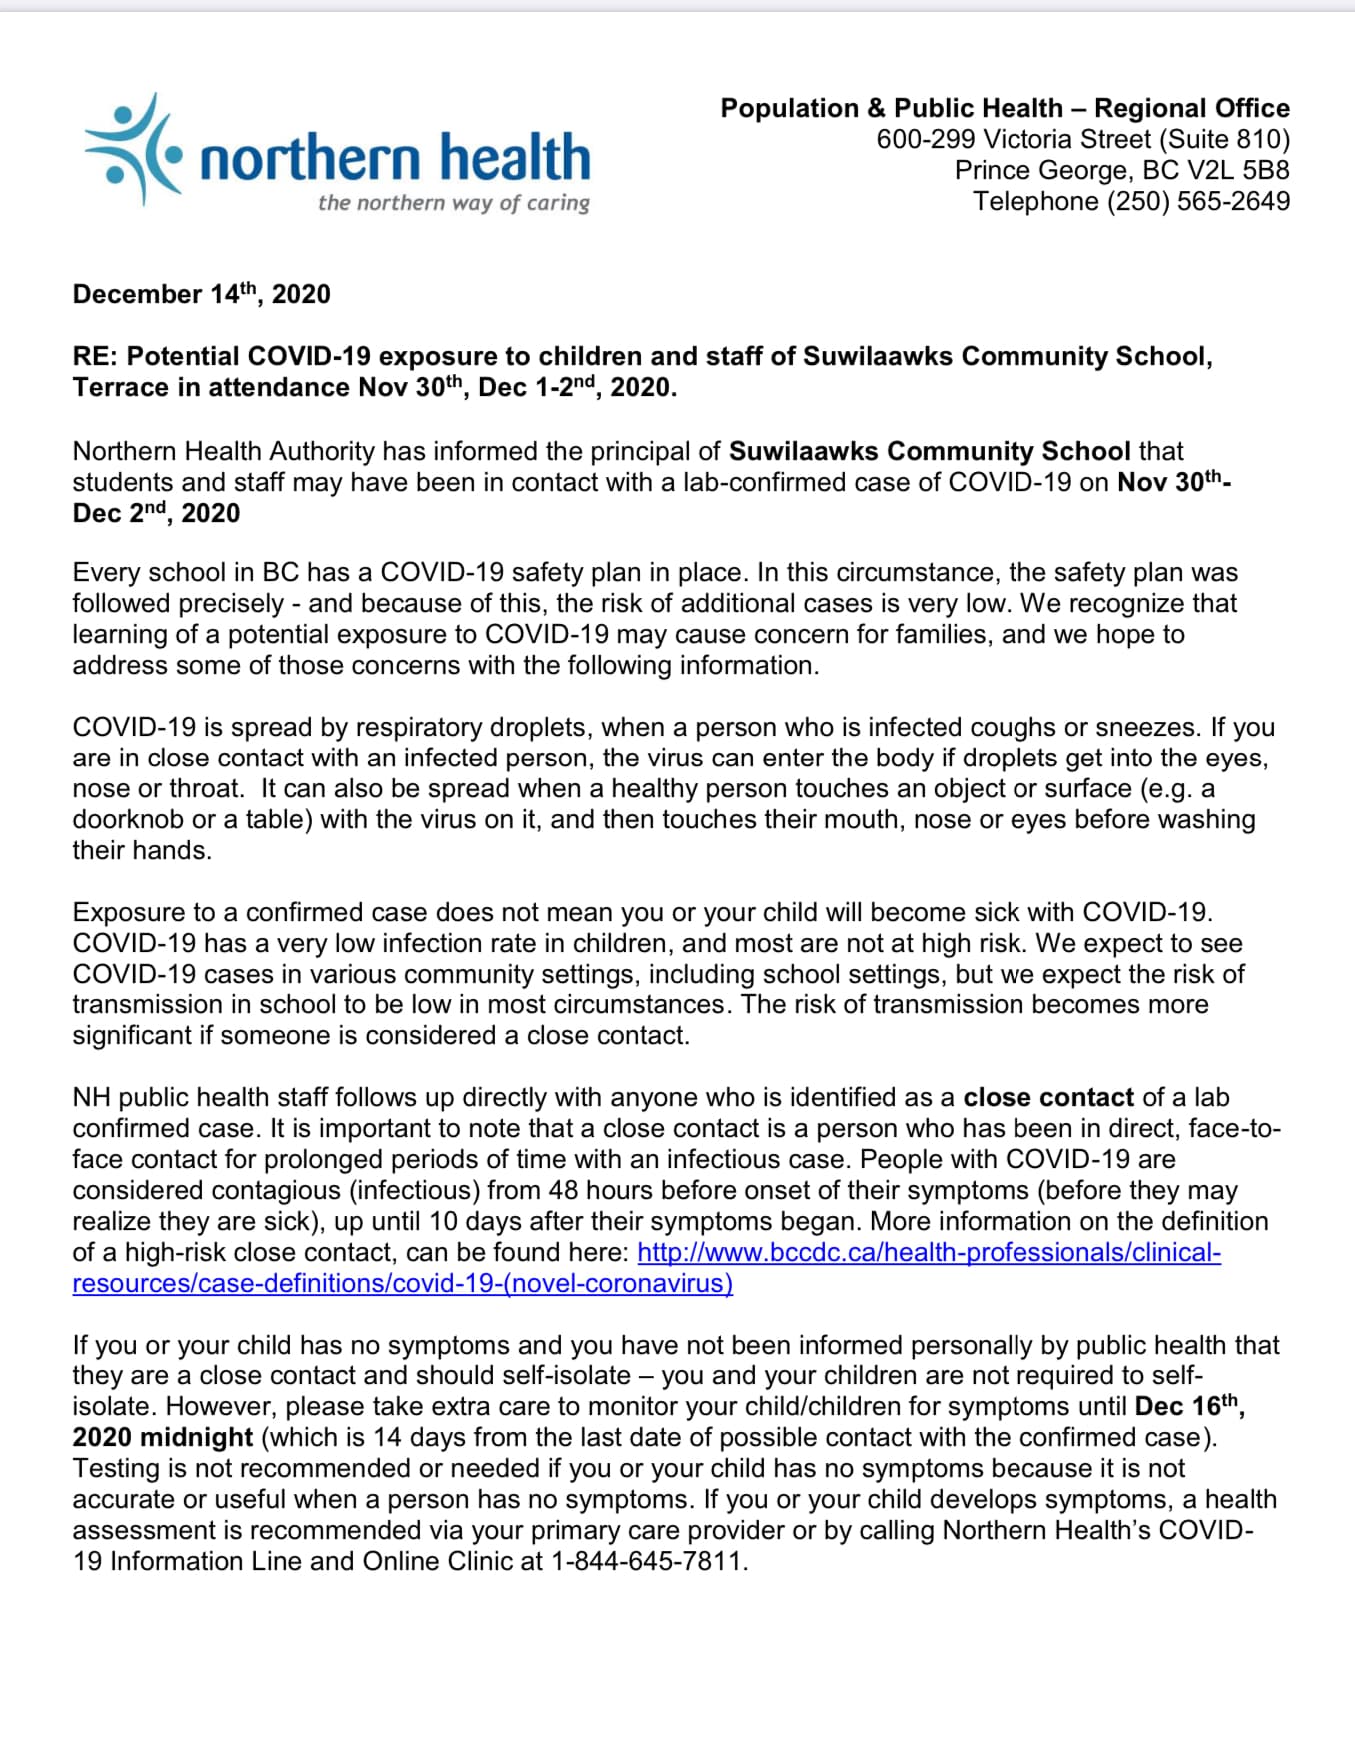 northern health
the northern way of caring
Population & Public Health – Regional Office
600-299 Victoria Street (Suite 810)
Prince George, BC V2L 5B8
Telephone (250) 565-2649
December 14th, 2020
RE: Potential COVID-19 exposure to children and staff of Suwilaawks Community School,
Terrace in attendance Nov 30th, Dec 1-2nd, 2020.
Northern Health Authority has informed the principal of Suwilaawks Community School that
students and staff may have been in contact with a lab-confirmed case of COVID-19 on Nov 30th-
Dec 2nd, 2020
Every school in BC has a COVID-19 safety plan in place. In this circumstance, the safety plan was
followed precisely - and because of this, the risk of additional cases is very low. We recognize that
learning of a potential exposure to COVID-19 may cause concern for families, and we hope to
address some of those concerns with the following information.
COVID-19 is spread by respiratory droplets, when a person who is infected coughs or sneezes. If you
are in close contact with an infected person, the virus can enter the body if droplets get into the eyes,
nose or throat.  It can also be spread when a healthy person touches an object or surface (e.g. a
doorknob or a table) with the virus on it, and then touches their mouth, nose or eyes before washing
their hands.
Exposure to a confirmed case does not mean you or your child will become sick with COVID-19.
COVID-19 has a very low infection rate in children, and most are not at high risk. We expect to see
COVID-19 cases in various community settings, including school settings, but we expect the risk of
transmission in school to be low in most circumstances. The risk of transmission becomes more
significant if someone is considered a close contact.
NH public health staff follows up directly with anyone who is identified as a close contact of a lab
confirmed case. It is important to note that a close contact is a person who has been in direct, face-to-
face contact for prolonged periods of time with an infectious case. People with COVID-19 are
considered contagious (infectious) from 48 hours before onset of their symptoms (before they may
realize they are sick), up until 10 days after their symptoms began. More information on the definition
of a high-risk close contact, can be found here: http://www.bccdc.ca/health-professionals/clinical-
resources/case-definitions/covid-19-(novel-coronavirus)
If you or your child has no symptoms and you have not been informed personally by public health that
they are a close contact and should self-isolate – you and your children are not required to self-
isolate. However, please take extra care to monitor your child/children for symptoms until Dec 16th,
2020 midnight (which is 14 days from the last date of possible contact with the confirmed case).
Testing is not recommended or needed if you or your child has no symptoms because it is not
accurate or useful when a person has no symptoms. If you or your child develops symptoms, a health
assessment is recommended via your primary care provider or by calling Northern Health’s COVID-
19 Information Line and Online Clinic at 1-844-645-7811.